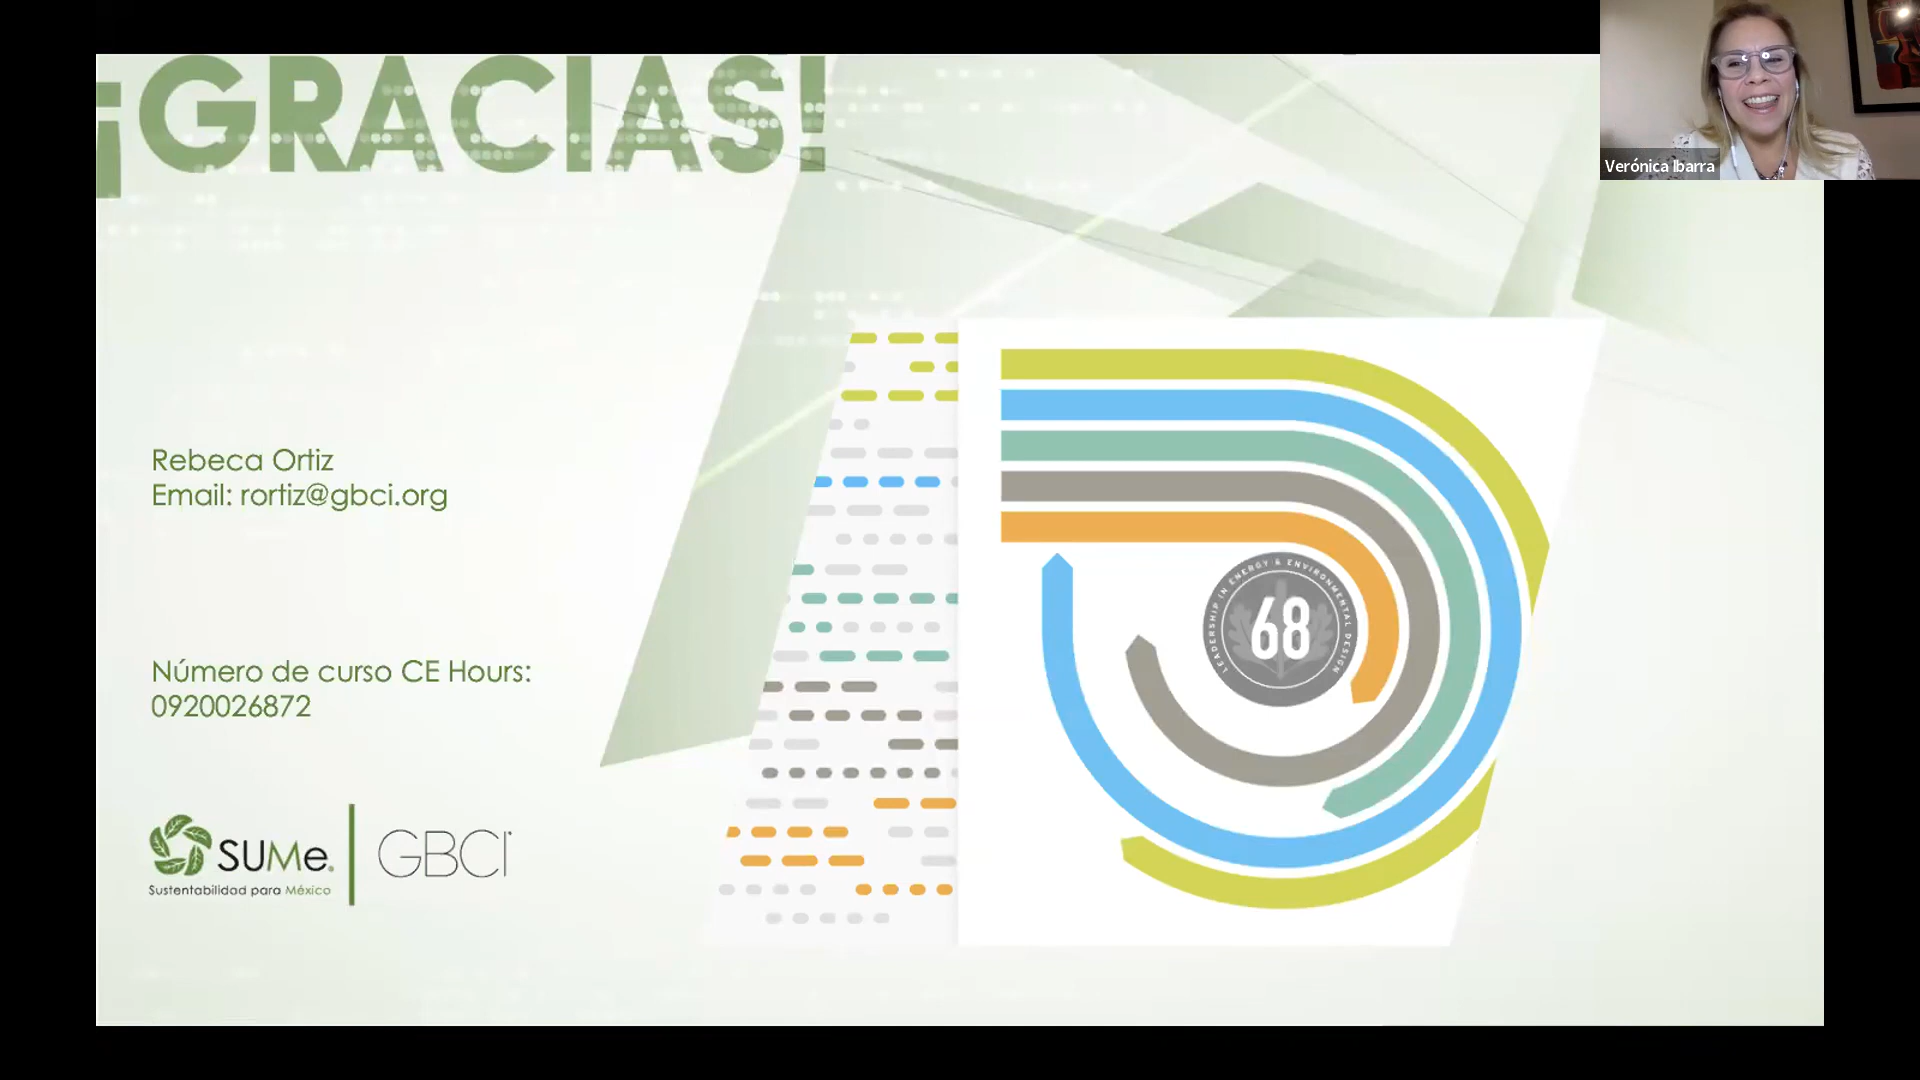 ¡GRACIAS!
Verónica Ibarra
Rebeca Ortiz
Email: rortiz@gbci.org
LEADERSHIP IN ENERGY & ENVIRONMENTAL DESIGN
68
Número de curso CE Hours:
0920026872
SUMe®
Sustentabilidad para México
GBCI